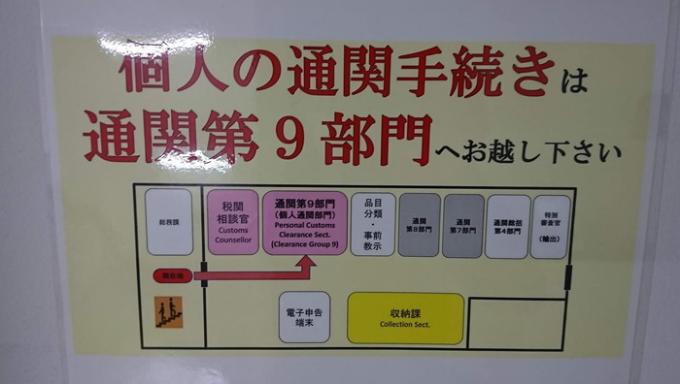 個人の通関手続きは
通関第9部門へお越し下さい
総務課
税関
相談官
Customs
Counsellor
通関第9部門
(個人通関部門)
Personal Customs
Clearance Sect.
(Clearance Group 9)
品目
分類
・
事前
教示
通関
第8部門
通関
第7部門
通関総括
第4部門
特別
審査官
(輸出)
現在地
電子申告
端末
収納課
Collection Sect.